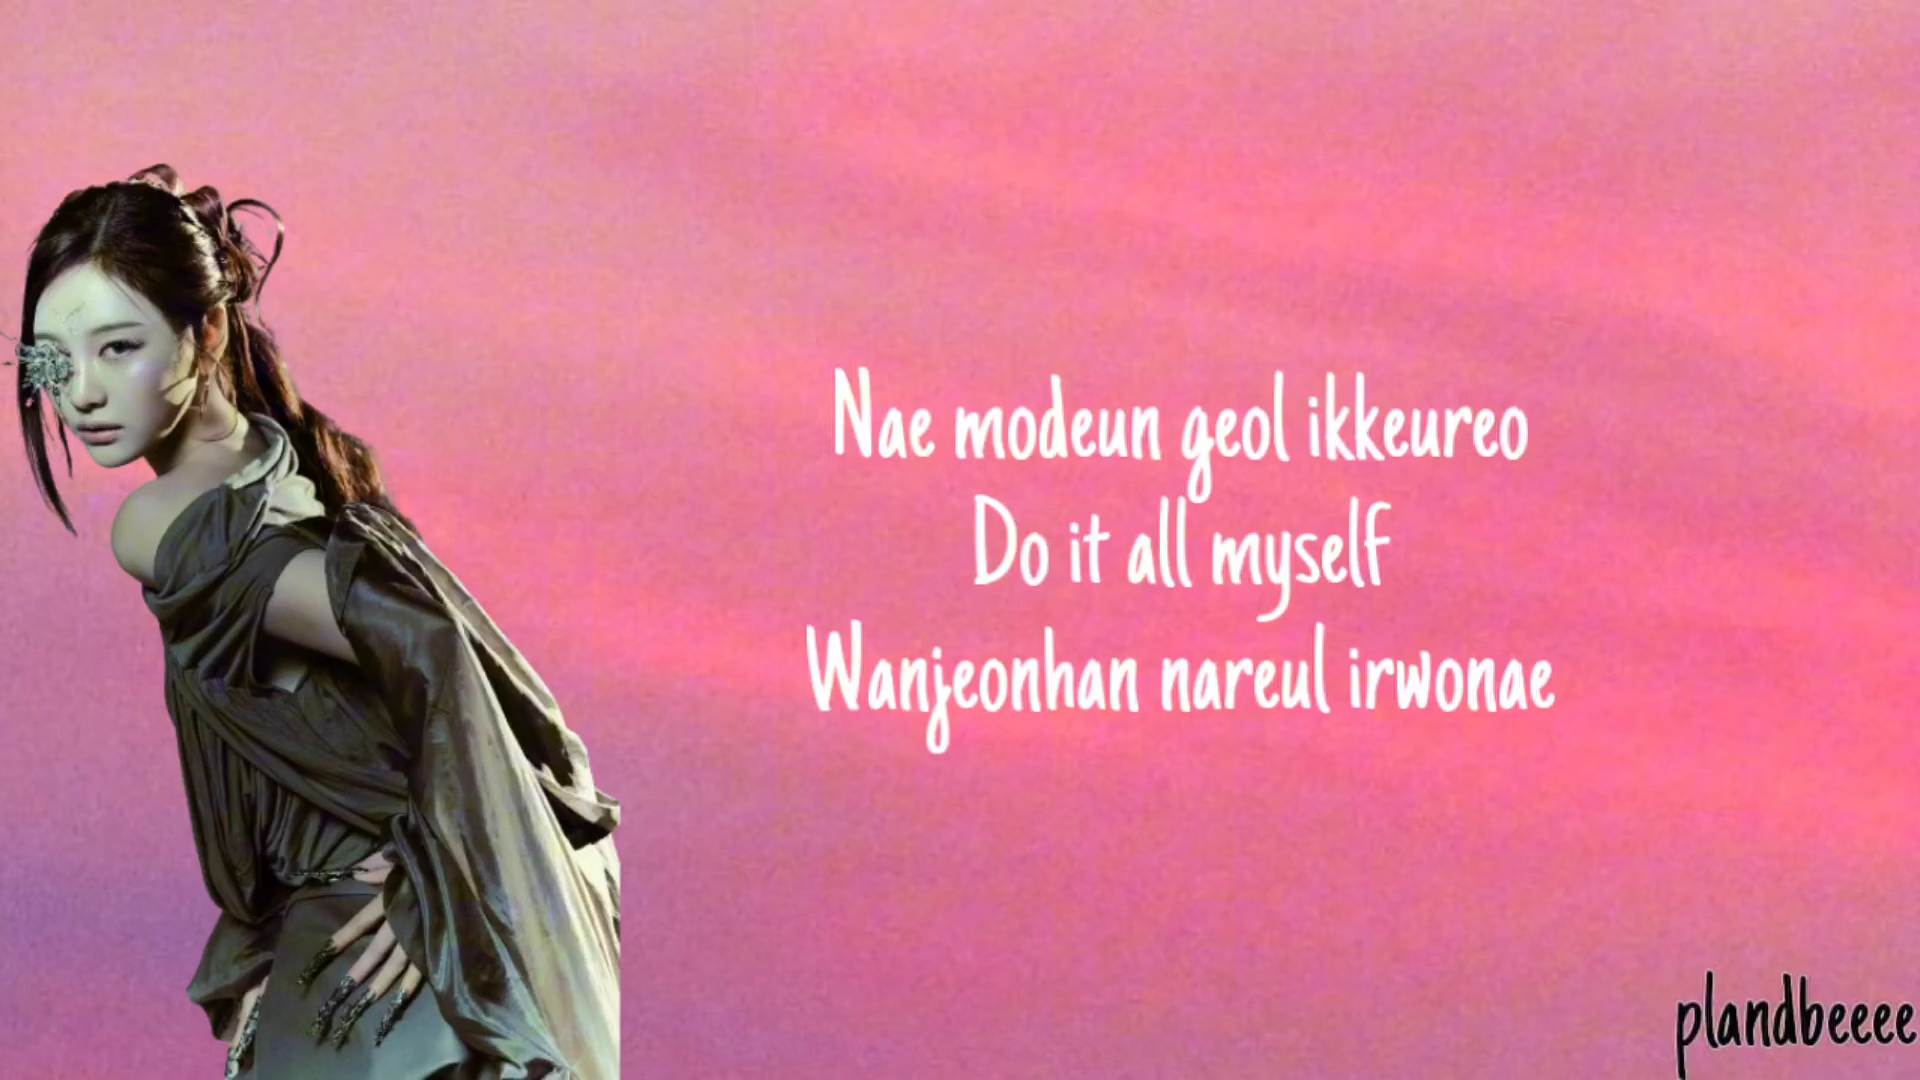 Nae modeun geol ikkeureo
Do it all myself
Wanjeonhan nareul irwonae
plandbeeee